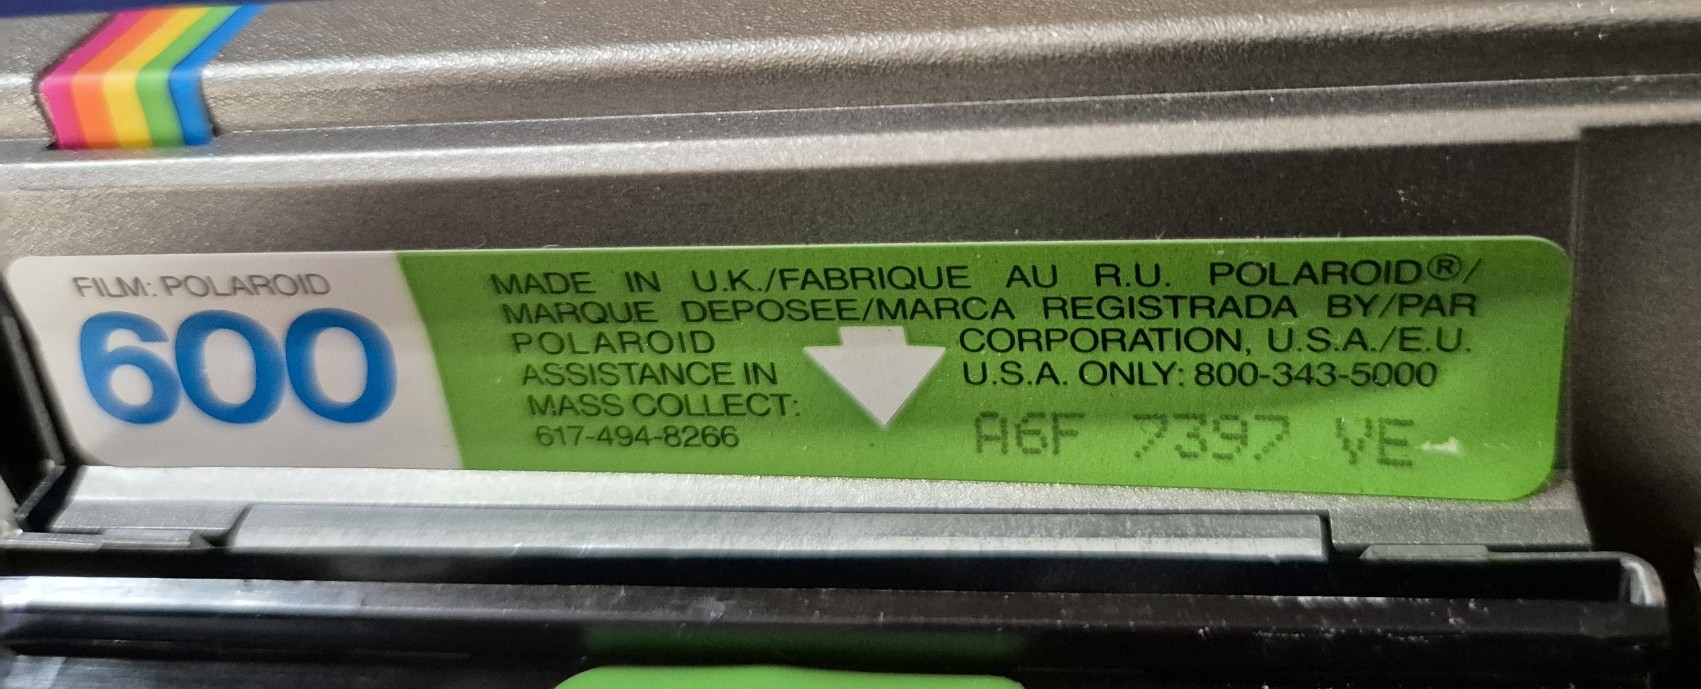 FILM: POLAROID
600
MADE IN U.K./FABRIQUE AU R.U. POLAROID®/
MARQUE DEPOSEE/MARCA REGISTRADA BY/PAR
POLAROID CORPORATION, U.S.A./E.U.
ASSISTANCE IN U.S.A. ONLY: 800-343-5000
MASS COLLECT:
617-494-8266
A6F 7397 VE